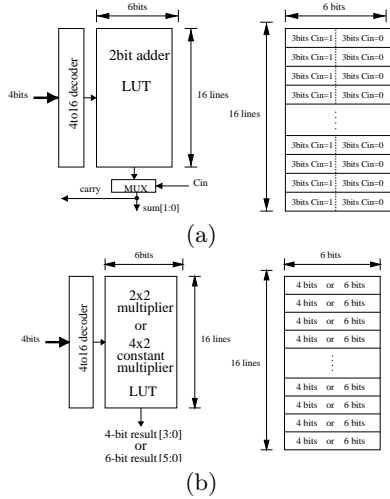 6bits
2bit adder
LUT
4to16 decoder
4bits
16 lines
MUX
Cin
carry
sum[1:0]
6 bits
16 lines
3bits Cin=1 3bits Cin=0
3bits Cin=1 3bits Cin=0
3bits Cin=1 3bits Cin=0
3bits Cin=1 3bits Cin=0
3bits Cin=1 3bits Cin=0
3bits Cin=1 3bits Cin=0
3bits Cin=1 3bits Cin=0
3bits Cin=1 3bits Cin=0
(a)
6bits
2x2
multiplier
or
4x2
constant
multiplier
LUT
4to16 decoder
4bits
16 lines
4-bit result [3:0]
or
6-bit result[5:0]
6 bits
16 lines
4 bits or 6 bits
4 bits or 6 bits
4 bits or 6 bits
4 bits or 6 bits
4 bits or 6 bits
4 bits or 6 bits
4 bits or 6 bits
4 bits or 6 bits
(b)